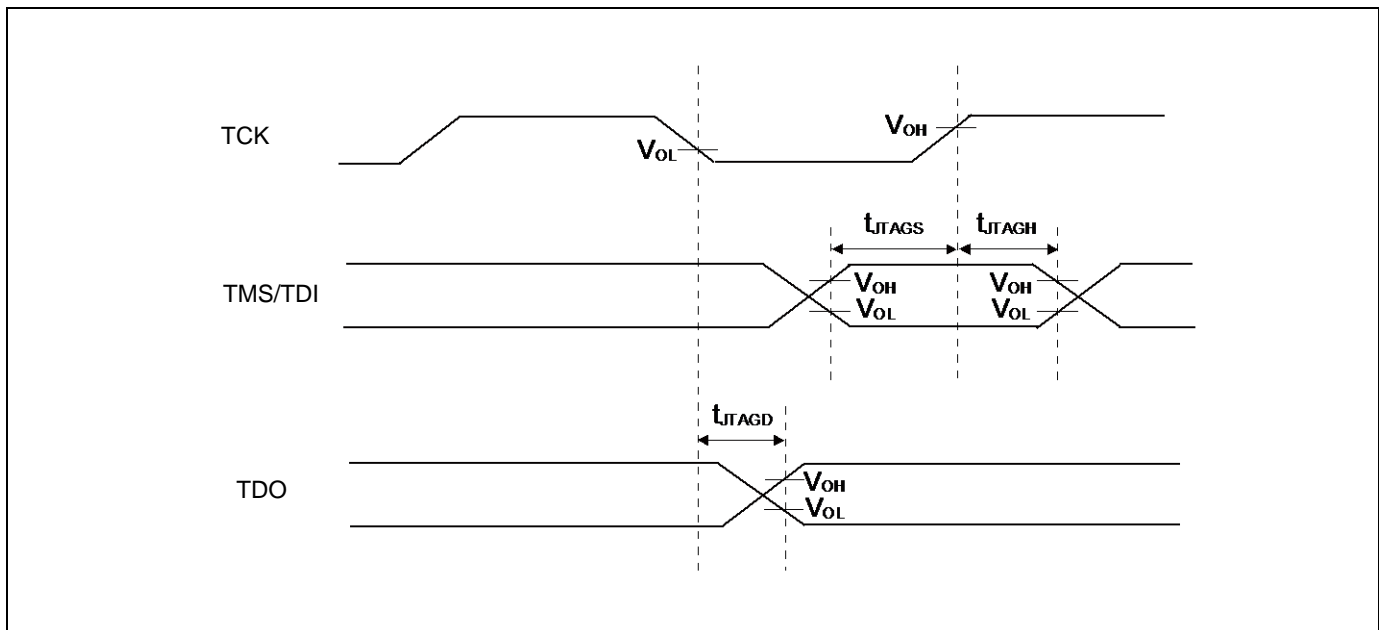 TCK
VOH
VOL
tJTAGS tJTAGH
TMS/TDI
VOH VOH
VOL VOL
tJTAGD
TDO
VOH
VOL